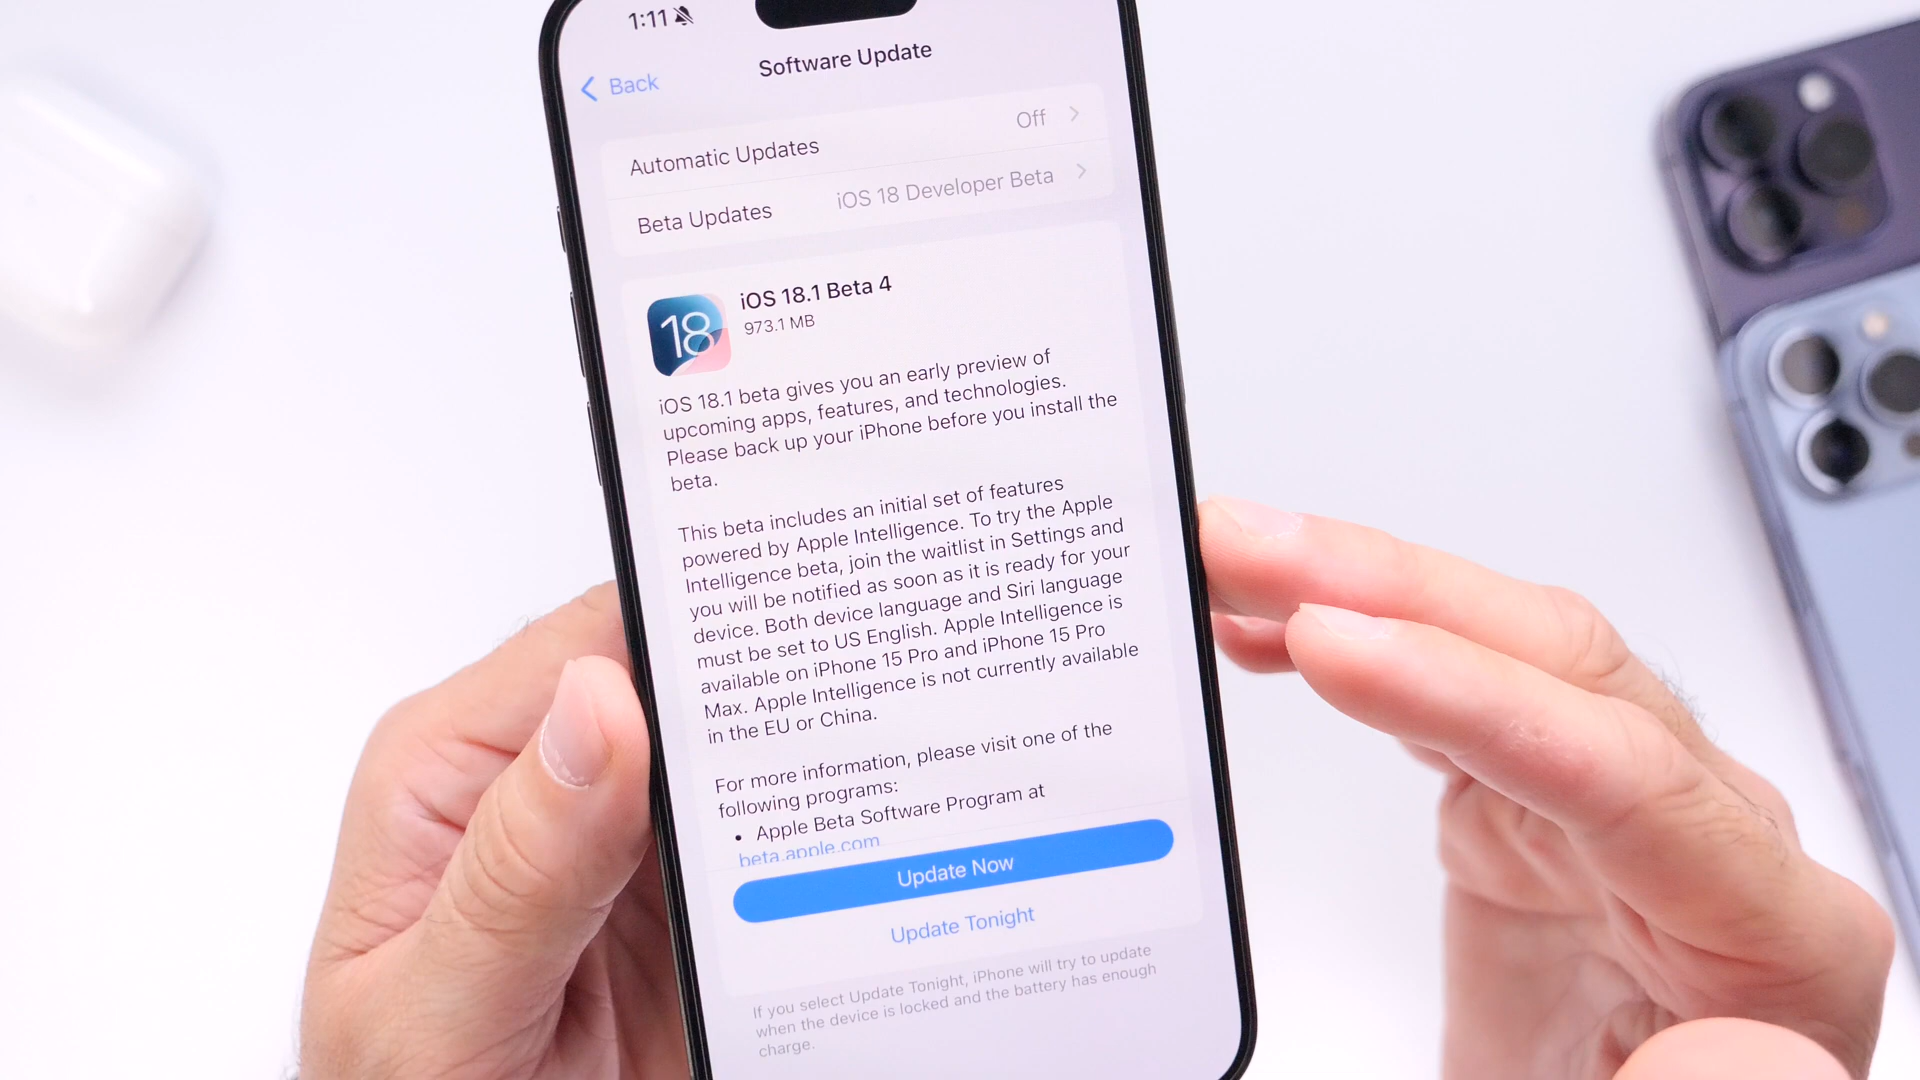 1:11
Back
Software Update
Automatic Updates Off
Beta Updates iOS 18 Developer Beta
18
iOS 18.1 Beta 4
973.1 MB
iOS 18.1 beta gives you an early preview of
upcoming apps, features, and technologies.
Please back up your iPhone before you install the
beta.
This beta includes an initial set of features
powered by Apple Intelligence. To try the Apple
Intelligence beta, join the waitlist in Settings and
you will be notified as soon as it is ready for your
device. Both device language and Siri language
must be set to US English. Apple Intelligence is
available on iPhone 15 Pro and iPhone 15 Pro
Max. Apple Intelligence is not currently available
in the EU or China.
For more information, please visit one of the
following programs:
• Apple Beta Software Program at
beta.apple.com
Update Now
Update Tonight
If you select Update Tonight, iPhone will try to update
when the device is locked and the battery has enough
charge.